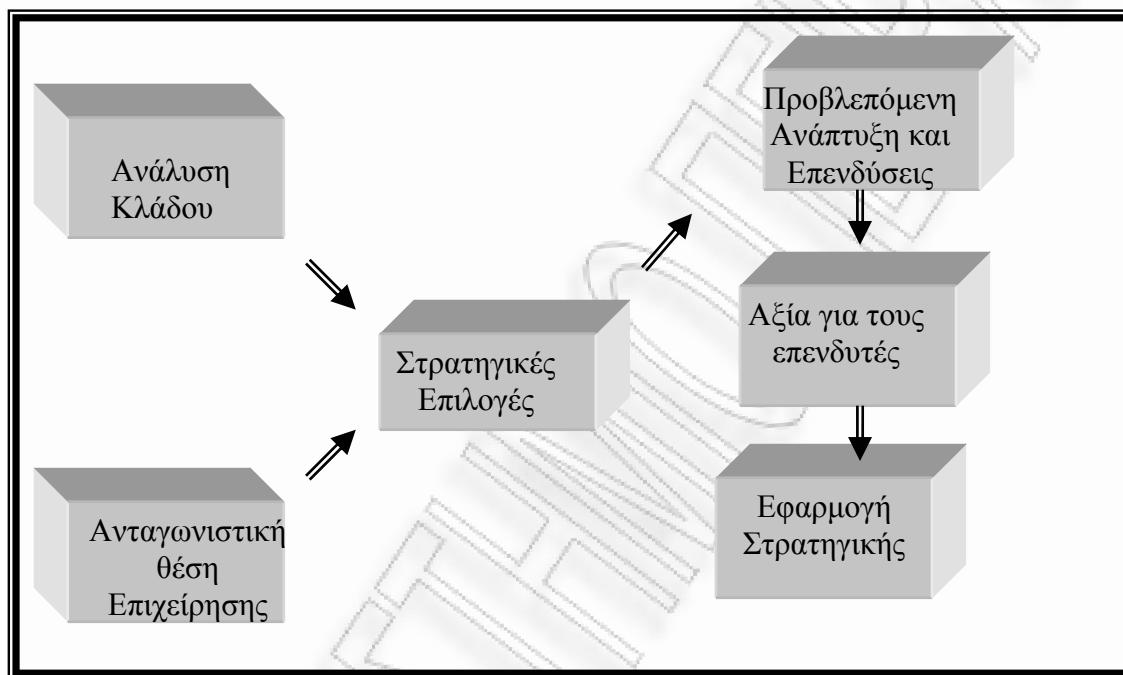 Ανάλυση
Κλάδου
Ανταγωνιστική
θέση
Επιχείρησης
Στρατηγικές
Επιλογές
Προβλεπόμενη
Ανάπτυξη και
Επενδύσεις
Αξία για τους
επενδυτές
Εφαρμογή
Στρατηγικής